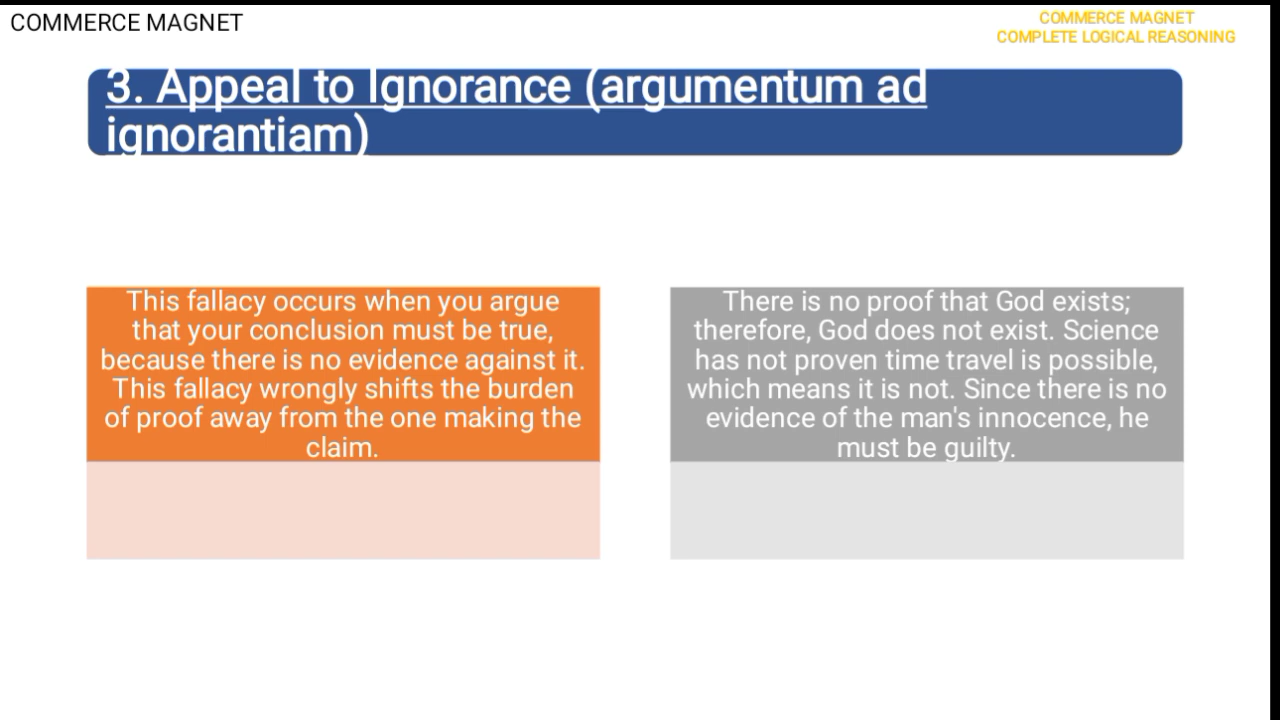 COMMERCE MAGNET
COMMERCE MAGNET
COMPLETE LOGICAL REASONING
3. Appeal to Ignorance (argumentum ad
ignorantiam)
This fallacy occurs when you argue
that your conclusion must be true,
because there is no evidence against it.
This fallacy wrongly shifts the burden
of proof away from the one making the
claim.
There is no proof that God exists;
therefore, God does not exist. Science
has not proven time travel is possible,
which means it is not. Since there is no
evidence of the man's innocence, he
must be guilty.